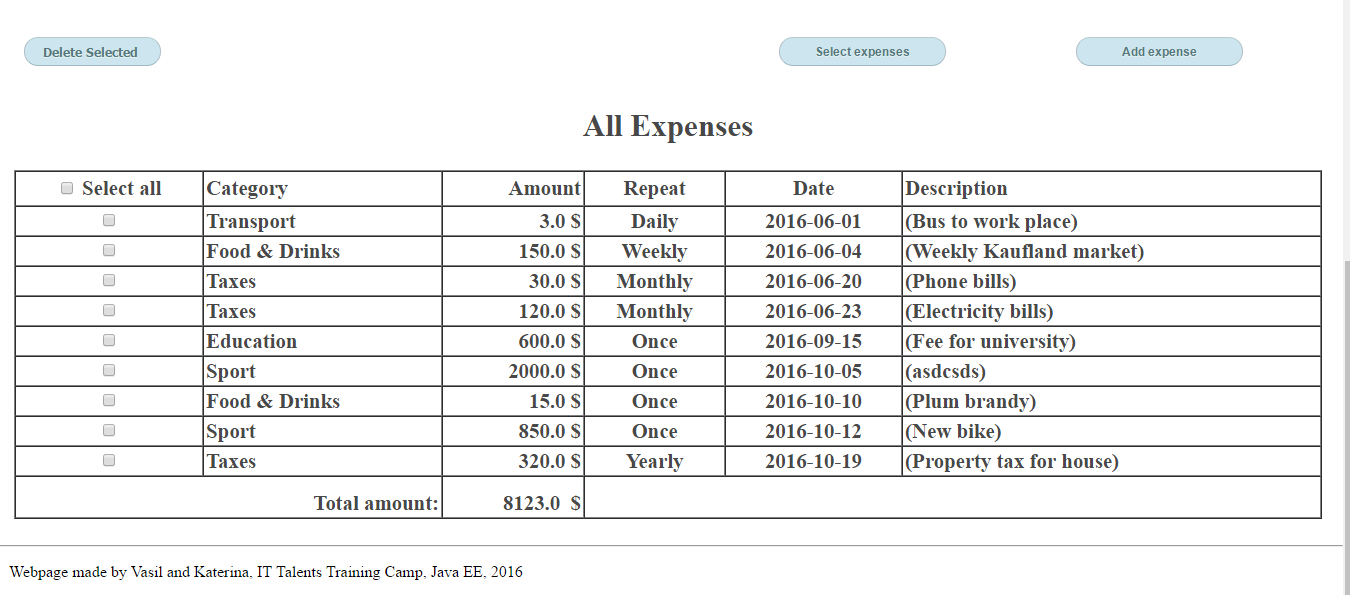 Delete Selected Select expenses Add expense
All Expenses
Select all Category Amount Repeat Date Description
Transport 3.0 $ Daily 2016-06-01 (Bus to work place)
Food & Drinks 150.0 $ Weekly 2016-06-04 (Weekly Kaufland market)
Taxes 30.0 $ Monthly 2016-06-20 (Phone bills)
Taxes 120.0 $ Monthly 2016-06-23 (Electricity bills)
Education 600.0 $ Once 2016-09-15 (Fee for university)
Sport 2000.0 $ Once 2016-10-05 (asdcsds)
Food & Drinks 15.0 $ Once 2016-10-10 (Plum brandy)
Sport 850.0 $ Once 2016-10-12 (New bike)
Taxes 320.0 $ Yearly 2016-10-19 (Property tax for house)
Total amount: 8123.0 $
Webpage made by Vasil and Katerina, IT Talents Training Camp, Java EE, 2016